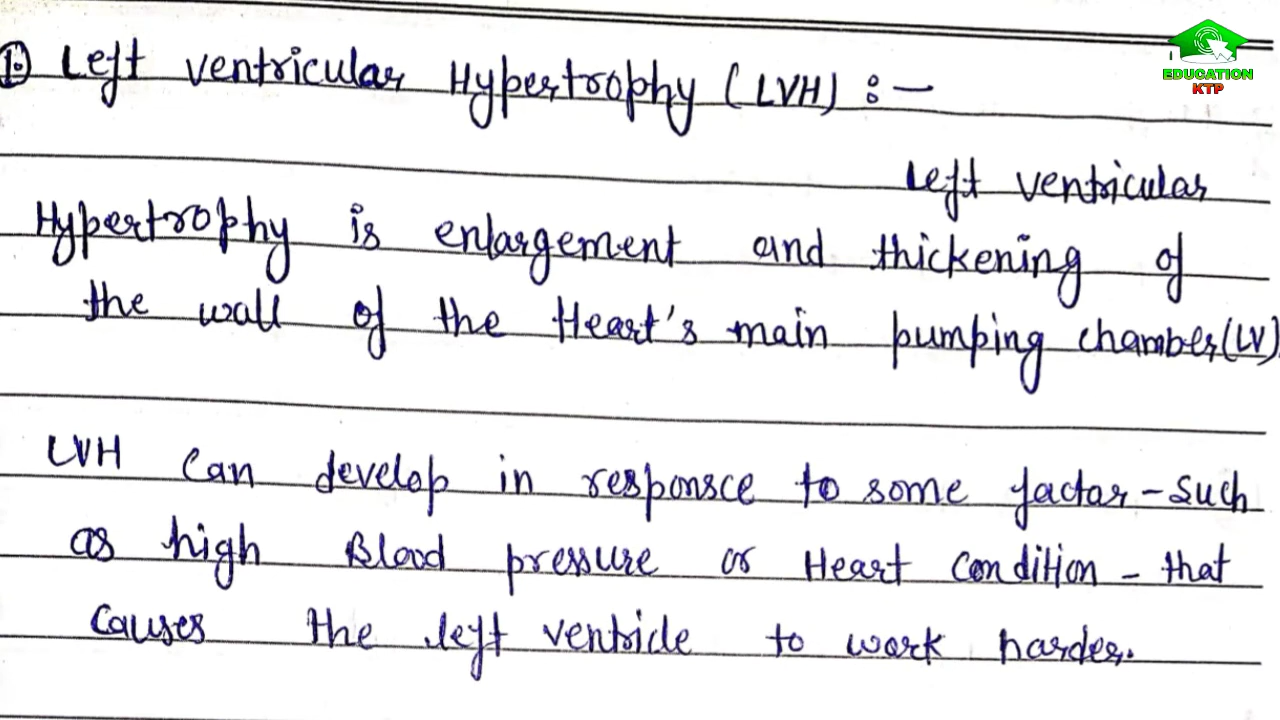 1. Left ventricular Hypertrophy (LVH) :-
Left ventricular
Hypertrophy is enlargement and thickening of
the wall of the Heart's main pumping chamber(LV).
LVH can develop in responsce to some factor - such
as high Blood pressure or Heart condition - that
causes the left ventricle to work harder.
EDUCATION
KTP